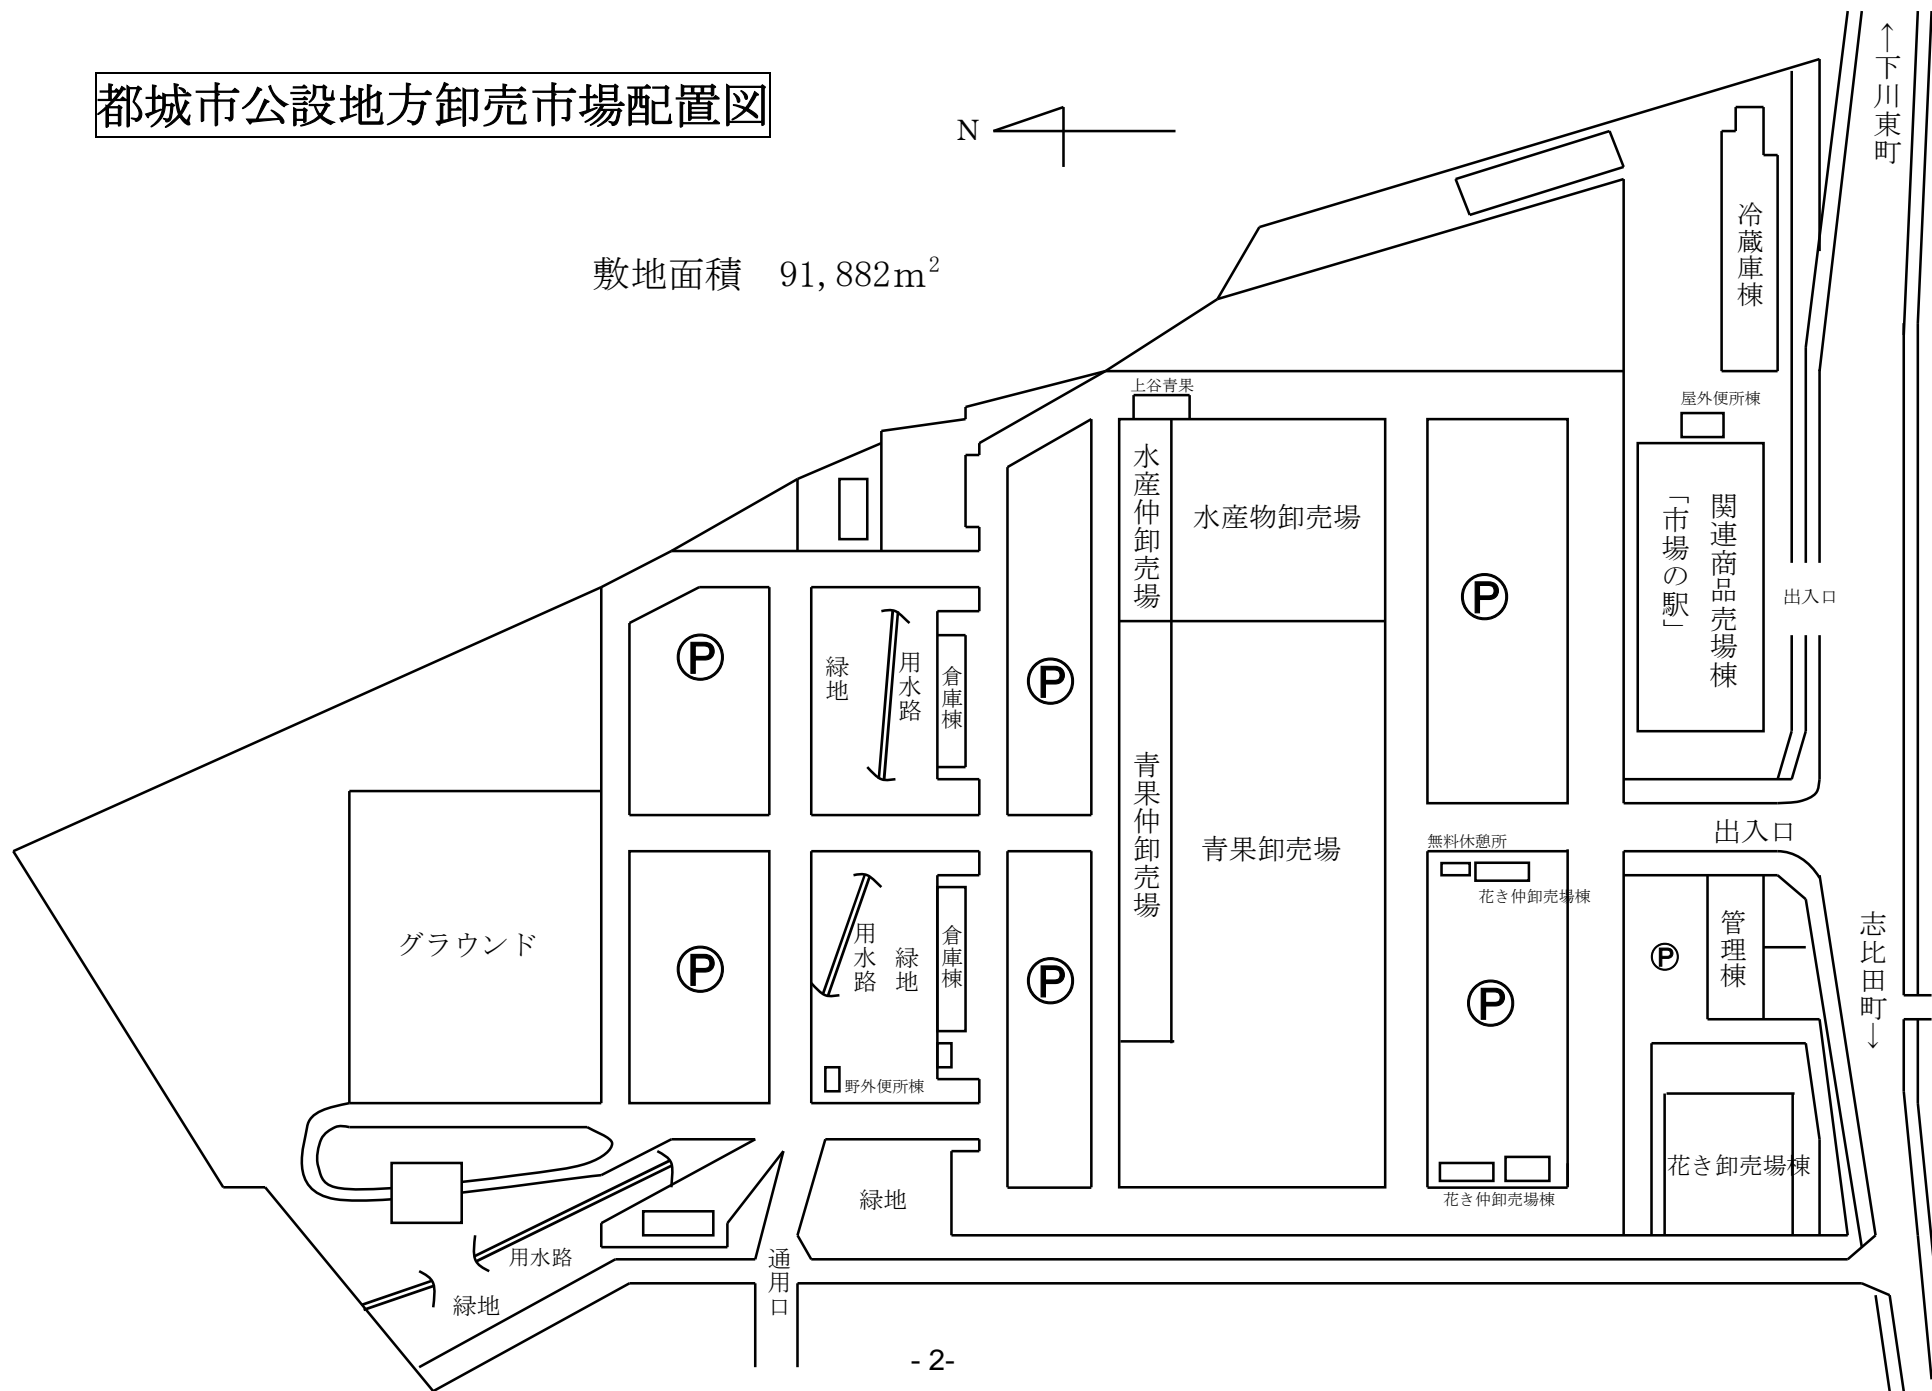 都城市公設地方卸売市場配置図
N
敷地面積　91,882m²
↑下川東町
冷蔵庫棟
屋外便所棟
上谷青果
水産仲卸売場
水産物卸売場
Ⓟ
関連商品売場棟
「市場の駅」
出入口
Ⓟ
緑地
用水路
倉庫棟
Ⓟ
青果仲卸売場
青果卸売場
出入口
無料休憩所
花き仲卸売場棟
グラウンド
Ⓟ
用水路
緑地
倉庫棟
Ⓟ
Ⓟ
Ⓟ
管理棟
志比田町↓
野外便所棟
花き卸売場棟
緑地
花き仲卸売場棟
用水路
通用口
緑地
- 2-